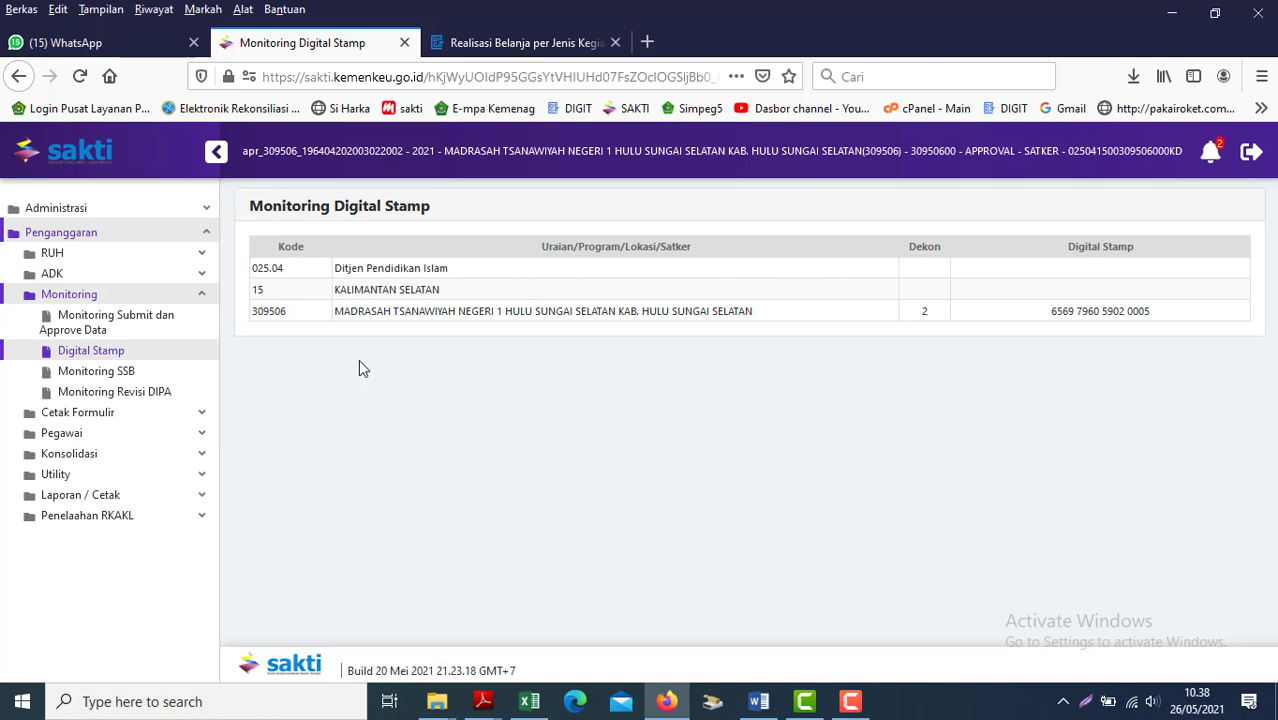 Berkas Edit Tampilan Riwayat Markah Alat Bantuan
(15) WhatsApp
Monitoring Digital Stamp
Realisasi Belanja per Jenis Kegia
https://sakti.kemenkeu.go.id/hKjWyUOIdP95GGsYtVHIUHd07FsZOcIOGSljBb0_
Cari
Login Pusat Layanan P... Elektronik Rekonsiliasi ... Si Harka sakti E-mpa Kemenag DIGIT SAKTI Simpeg5 Dasbor channel - You... cPanel - Main DIGIT Gmail http://pakairoket.com...
sakti
apr_309506_196404202003022002 - 2021 - MADRASAH TSANAWIYAH NEGERI 1 HULU SUNGAI SELATAN KAB. HULU SUNGAI SELATAN(309506) - 30950600 - APPROVAL - SATKER - 025041500309506000KD
2
Administrasi
Penganggaran
RUH
ADK
Monitoring
Monitoring Submit dan
Approve Data
Digital Stamp
Monitoring SSB
Monitoring Revisi DIPA
Cetak Formulir
Pegawai
Konsolidasi
Utility
Laporan / Cetak
Penelaahan RKAKL
Monitoring Digital Stamp
Kode Uraian/Program/Lokasi/Satker Dekon Digital Stamp
025.04 Ditjen Pendidikan Islam
15 KALIMANTAN SELATAN
309506 MADRASAH TSANAWIYAH NEGERI 1 HULU SUNGAI SELATAN KAB. HULU SUNGAI SELATAN 2 6569 7960 5902 0005
Activate Windows
Go to Settings to activate Windows.
sakti
Build 20 Mei 2021 21.23.18 GMT+7
Type here to search
10.38
26/05/2021